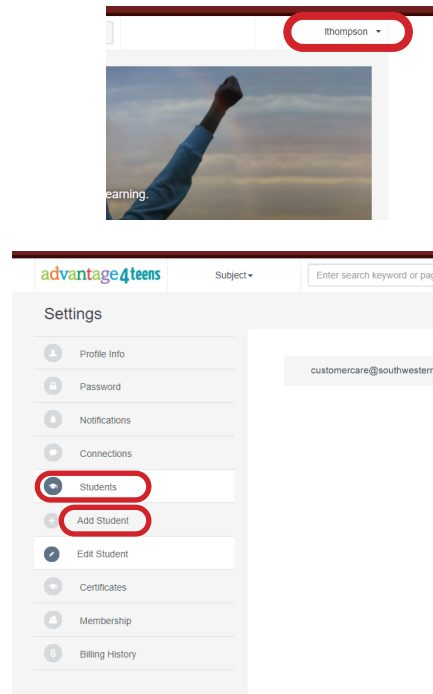 lthompson
earning.
advantage4teens
Subject
Enter search keyword or pag
Settings
Profile Info
customercare@southwestern
Password
Notifications
Connections
Students
Add Student
Edit Student
Certificates
Membership
Billing History